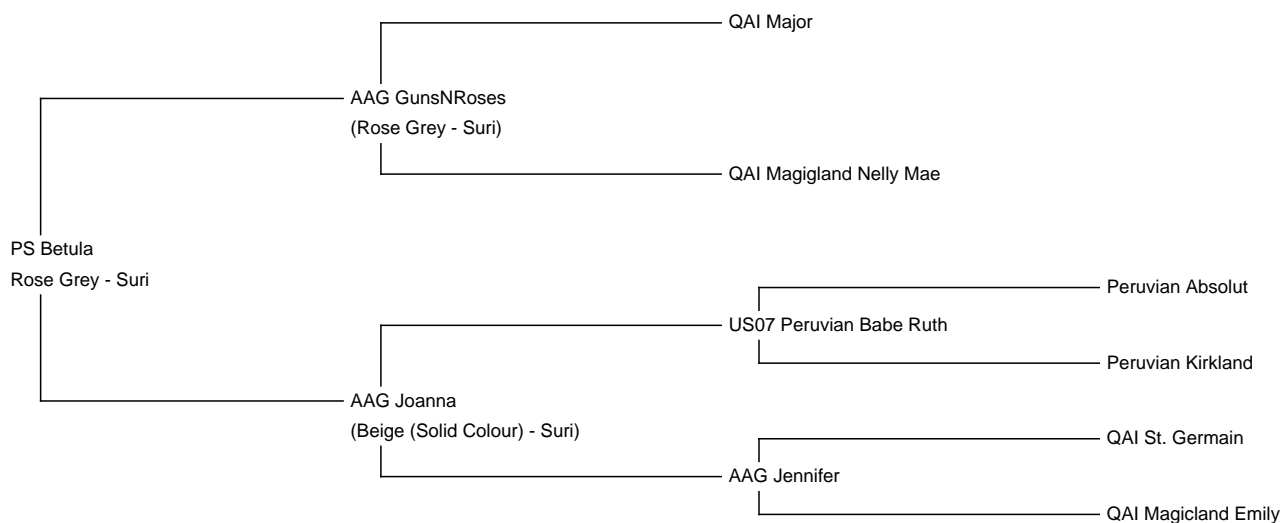 QAI Major
AAG GunsNRoses
(Rose Grey - Suri)
QAI Magigland Nelly Mae
PS Betula
Rose Grey - Suri
Peruvian Absolut
US07 Peruvian Babe Ruth
Peruvian Kirkland
AAG Joanna
(Beige (Solid Colour) - Suri)
QAI St. Germain
AAG Jennifer
QAI Magicland Emily